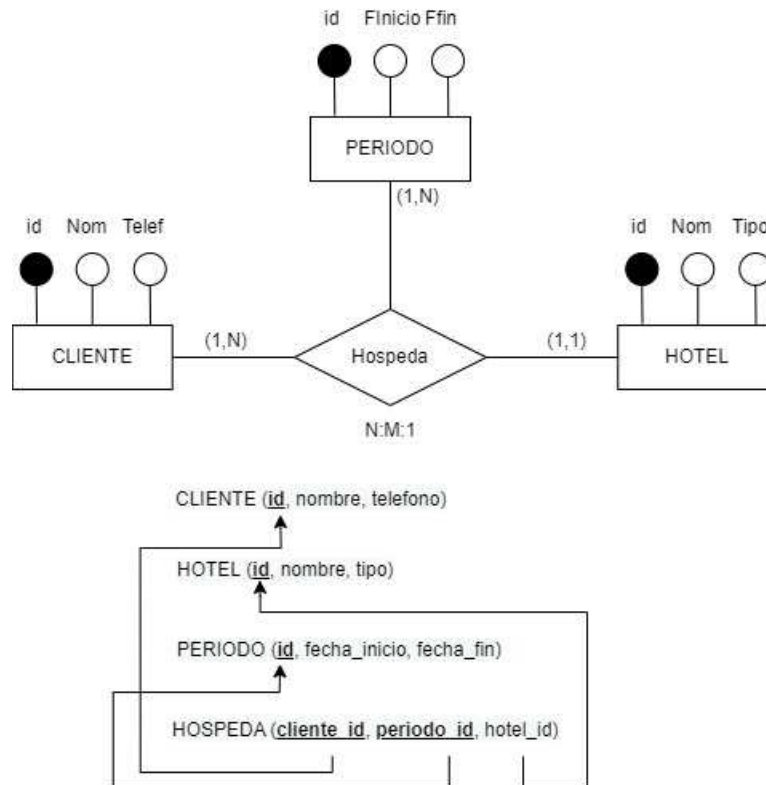 id FInicio Ffin
PERIODO
(1,N)
id Nom Telef
id Nom Tipo
CLIENTE
(1,N)
Hospeda
(1,1)
HOTEL
N:M:1
CLIENTE (id, nombre, telefono)
HOTEL (id, nombre, tipo)
PERIODO (id, fecha_inicio, fecha_fin)
HOSPEDA (cliente_id, periodo_id, hotel_id)